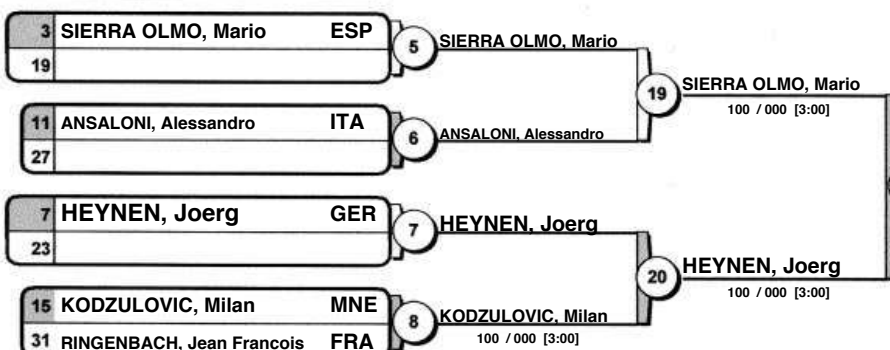 3 SIERRA OLMO, Mario ESP
19
5 SIERRA OLMO, Mario
11 ANSALONI, Alessandro ITA
27
6 ANSALONI, Alessandro
19 SIERRA OLMO, Mario
100 / 000 [3:00]
7 HEYNEN, Joerg GER
23
7 HEYNEN, Joerg
15 KODZULOVIC, Milan MNE
31 RINGENBACH, Jean Francois FRA
8 KODZULOVIC, Milan
100 / 000 [3:00]
20 HEYNEN, Joerg
100 / 000 [3:00]